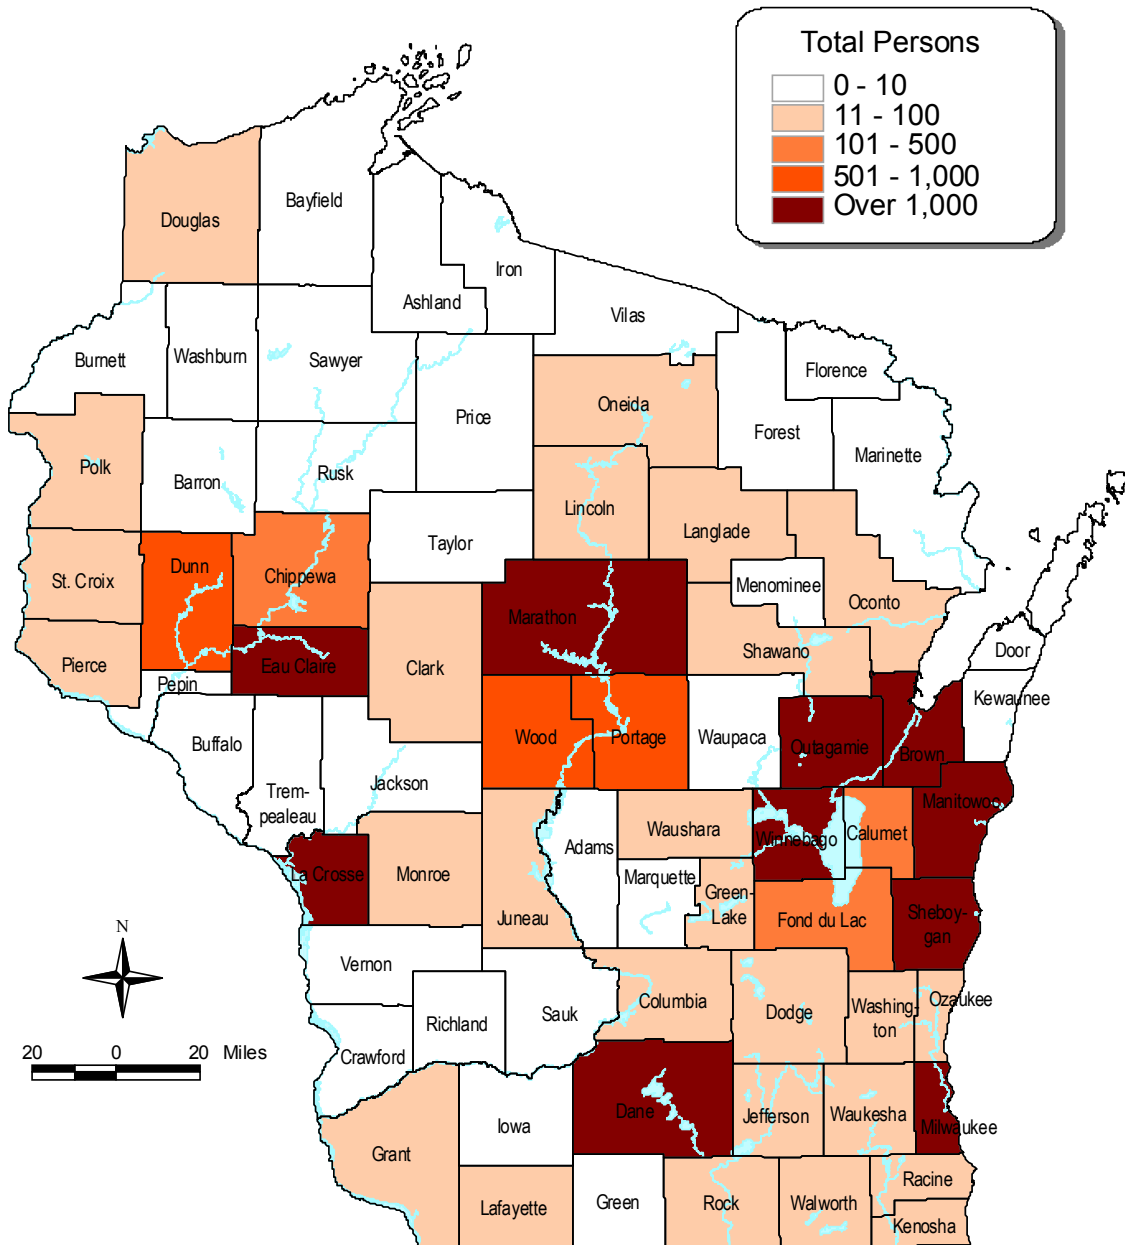 Total Persons
0 - 10
11 - 100
101 - 500
501 - 1,000
Over 1,000
Douglas
Bayfield
Iron
Ashland
Vilas
Burnett
Washburn
Sawyer
Florence
Price
Oneida
Forest
Marinette
Polk
Barron
Rusk
Lincoln
Langlade
Taylor
St. Croix
Dunn
Chippewa
Menominee
Oconto
Marathon
Pierce
Eau Claire
Clark
Shawano
Door
Pepin
Kewaunee
Buffalo
Wood
Portage
Waupaca
Outagamie
Brown
Jackson
Trem-
pealeau
Manitowoc
Waushara
Winnebago
Calumet
Adams
La Crosse
Monroe
Marquette
Green-
Lake
Juneau
Fond du Lac
Sheboy-
gan
N
Vernon
Columbia
Dodge
Washing-
ton
Ozaukee
Richland
Sauk
Crawford
20 0 20 Miles
Dane
Iowa
Jefferson
Waukesha
Milwaukee
Grant
Lafayette
Green
Rock
Walworth
Racine
Kenosha